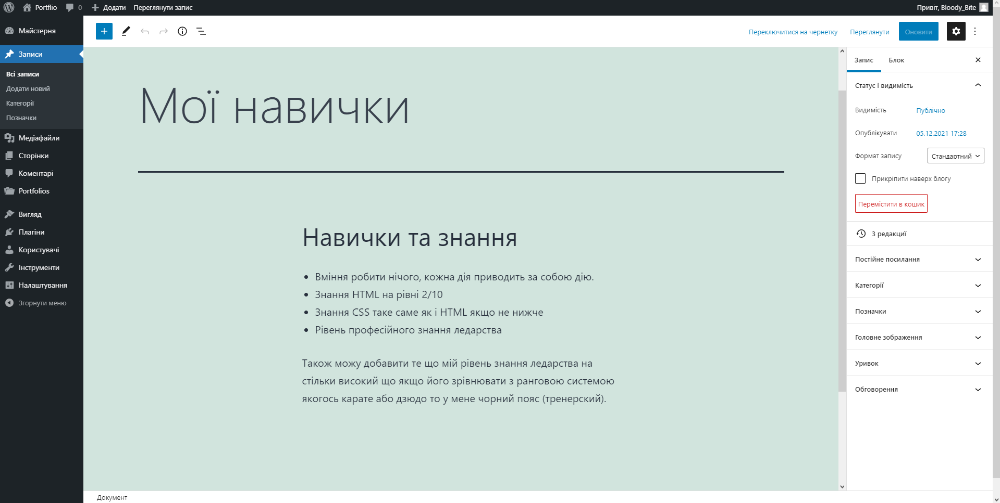 Portflio
0
Додати
Переглянути запис
Привіт, Bloody_Bite
Майстерня
Записи
Всі записи
Додати новий
Категорії
Позначки
Медіафайли
Сторінки
Коментарі
Portfolios
Вигляд
Плагіни
Користувачі
Інструменти
Налаштування
Згорнути меню
Переключитися на чернетку
Переглянути
Оновити
Мої навички
Навички та знання
• Вміння робити нічого, кожна дія приводить за собою дію.
• Знання HTML на рівні 2/10
• Знання CSS таке саме як і HTML якщо не нижче
• Рівень професійного знання ледарства
Також можу добавити те що мій рівень знання ледарства на
стільки високий що якщо його зрівнювати з ранговою системою
якогось карате або дзюдо то у мене чорний пояс (тренерский).
Запис
Блок
Статус і видимість
Видимість
Публічно
Опублікувати
05.12.2021 17:28
Формат запису
Стандартний
Прикріпити наверх блогу
Перемістити в кошик
3 редакциї
Постійне посилання
Категорії
Позначки
Головне зображення
Уривок
Обговорення
Документ